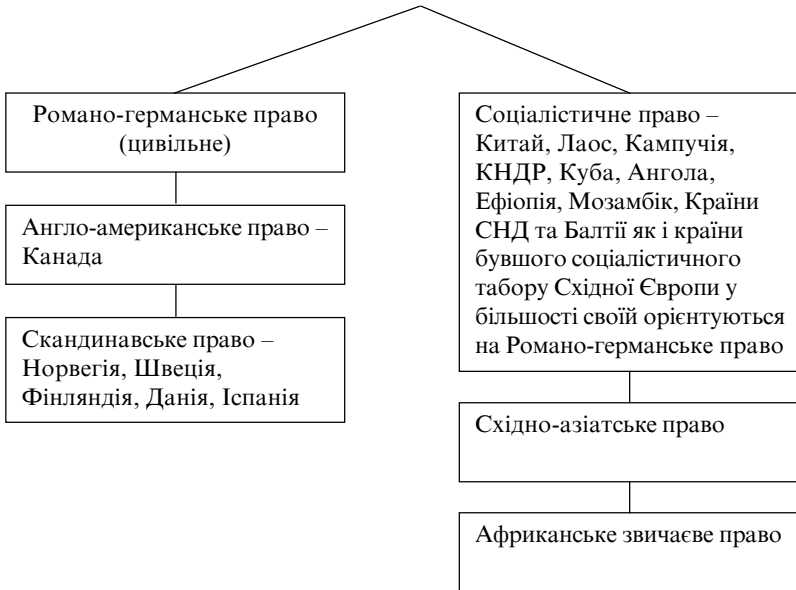 Романо-германське право
(цивільне)
Англо-американське право –
Канада
Скандинавське право –
Норвегія, Швеція,
Фінляндія, Данія, Іспанія
Соціалістичне право –
Китай, Лаос, Кампучія,
КНДР, Куба, Ангола,
Ефіопія, Мозамбік, Країни
СНД та Балтії як і країни
бувшого соціалістичного
табору Східної Європи у
більшості своїй орієнтуються
на Романо-германське право
Східно-азіатське право
Африканське звичаєве право